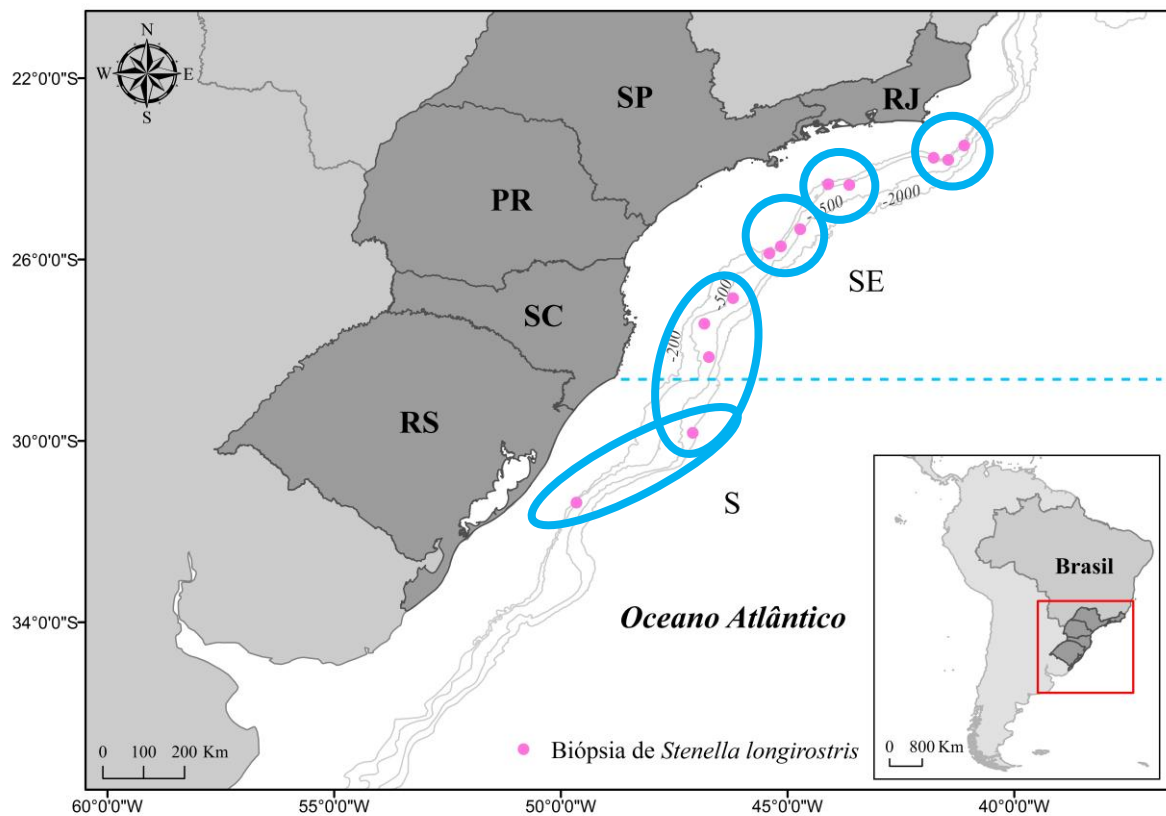 N
W E
S
22°0'0"S
26°0'0"S
30°0'0"S
34°0'0"S
SP
RJ
PR
SC
RS
-500
-2000
SE
-500
-200
S
Oceano Atlântico
Brasil
0 100 200 Km
Biópsia de Stenella longirostris
0 800 Km
60°0'0"W 55°0'0"W 50°0'0"W 45°0'0"W 40°0'0"W